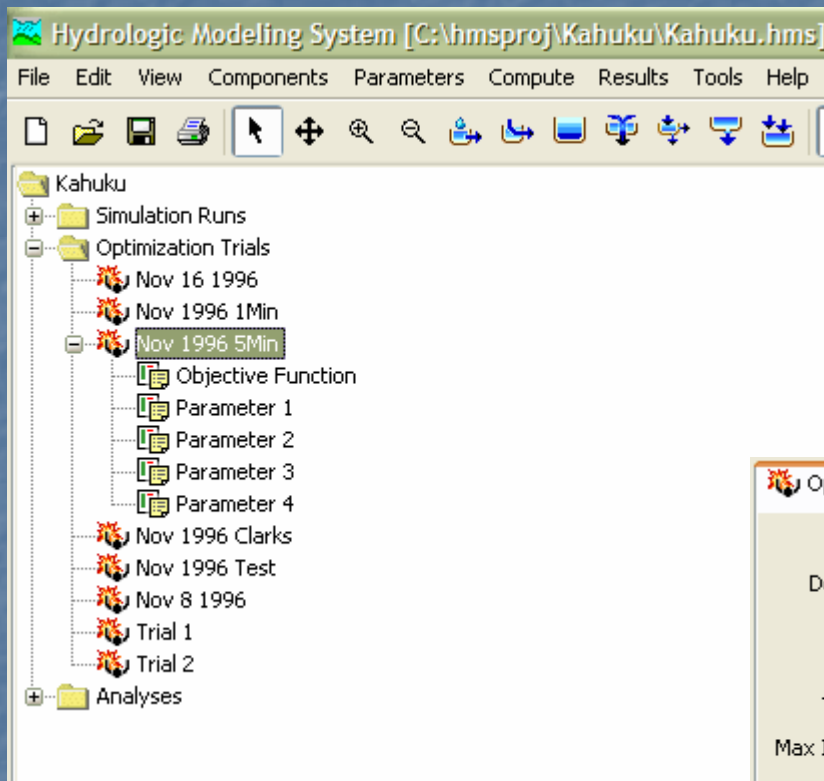 Hydrologic Modeling System [C:\hmsproj\Kahuku\Kahuku.hms]
File Edit View Components Parameters Compute Results Tools Help
Kahuku
Simulation Runs
Optimization Trials
Nov 16 1996
Nov 1996 1Min
Nov 1996 5Min
Objective Function
Parameter 1
Parameter 2
Parameter 3
Parameter 4
Nov 1996 Clarks
Nov 1996 Test
Nov 8 1996
Trial 1
Trial 2
Analyses
Max